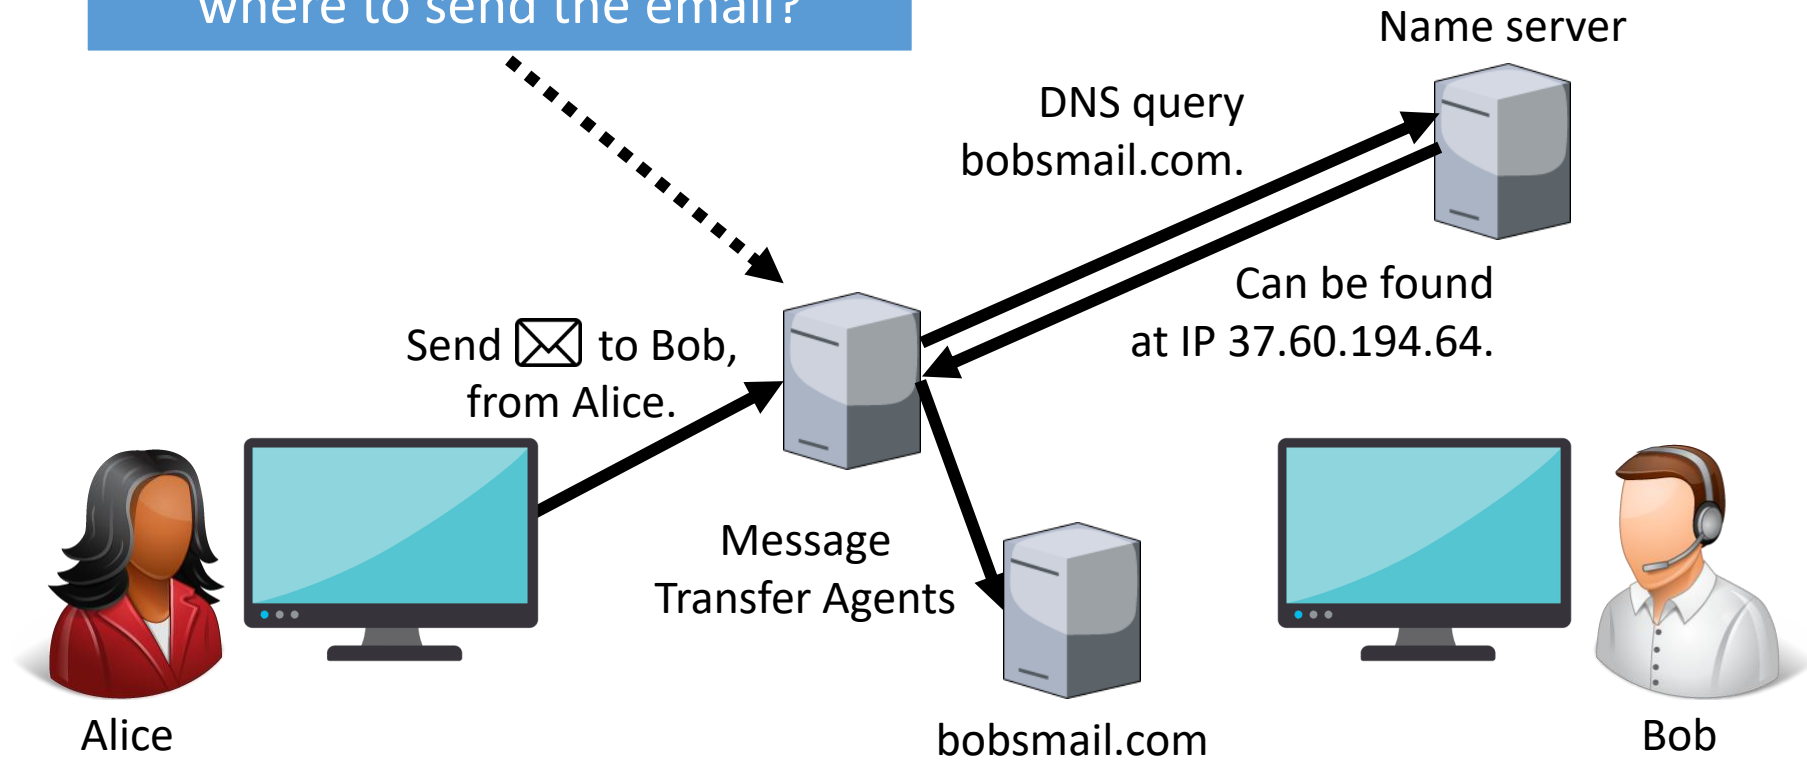 where to send the email?
Name server
DNS query
bobsmail.com.
Can be found
at IP 37.60.194.64.
Send to Bob,
from Alice.
Message
Transfer Agents
Alice
bobsmail.com
Bob